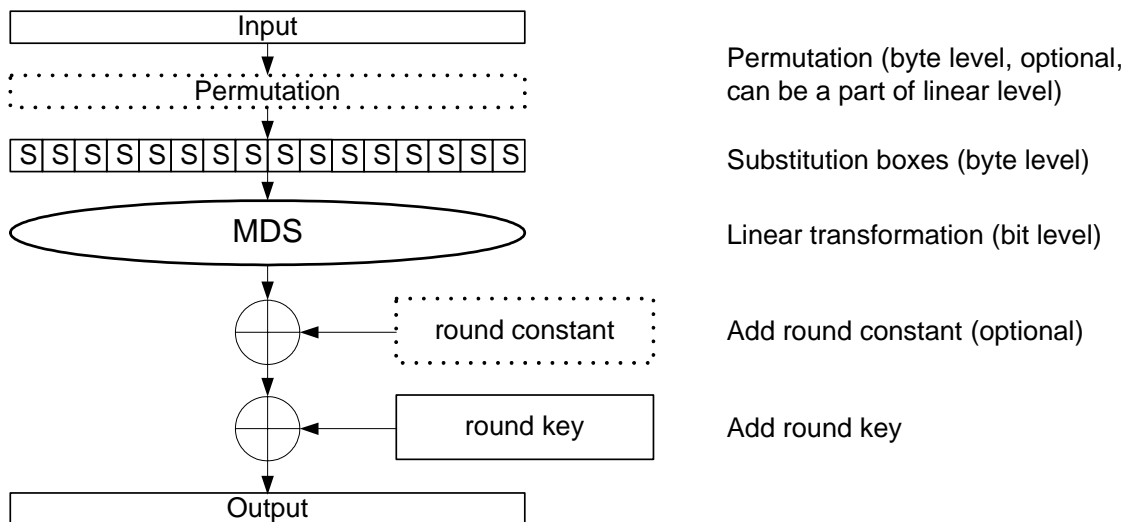 Input
Permutation
Permutation (byte level, optional,
can be a part of linear level)
S S S S S S S S S S S S S S S S
Substitution boxes (byte level)
MDS
Linear transformation (bit level)
round constant
Add round constant (optional)
round key
Add round key
Output